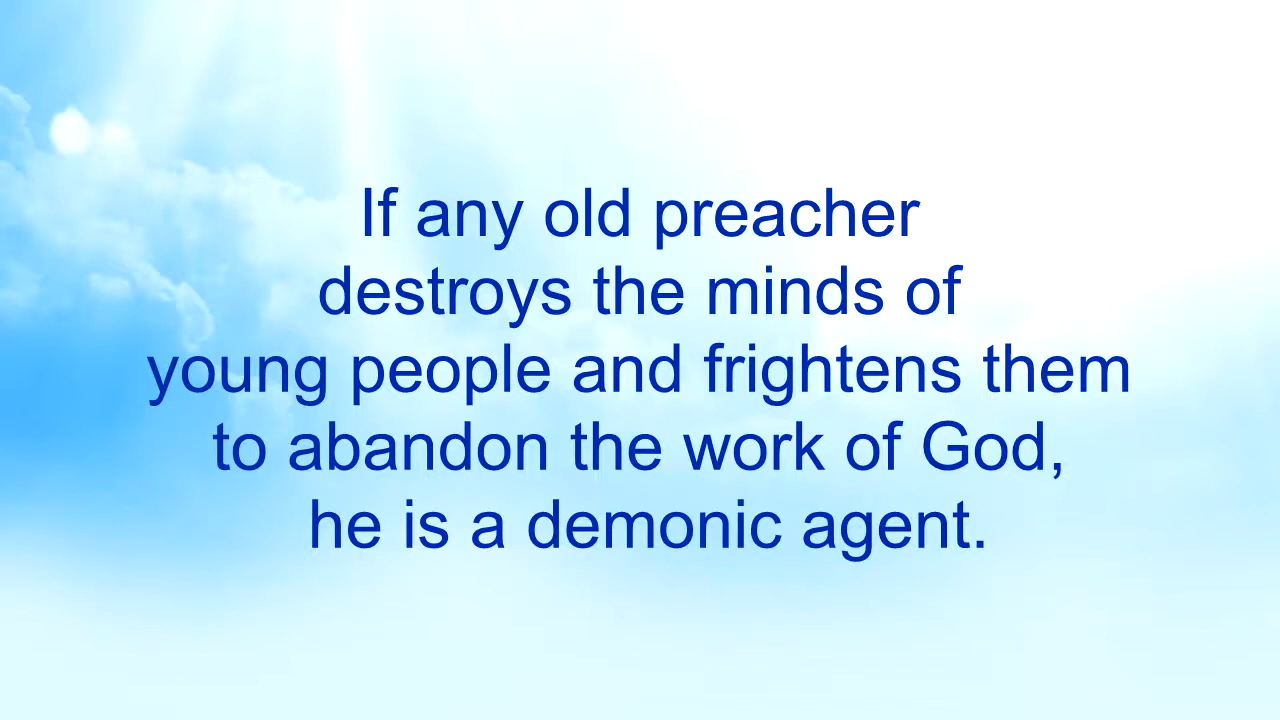 If any old preacher
destroys the minds of
young people and frightens them
to abandon the work of God,
he is a demonic agent.